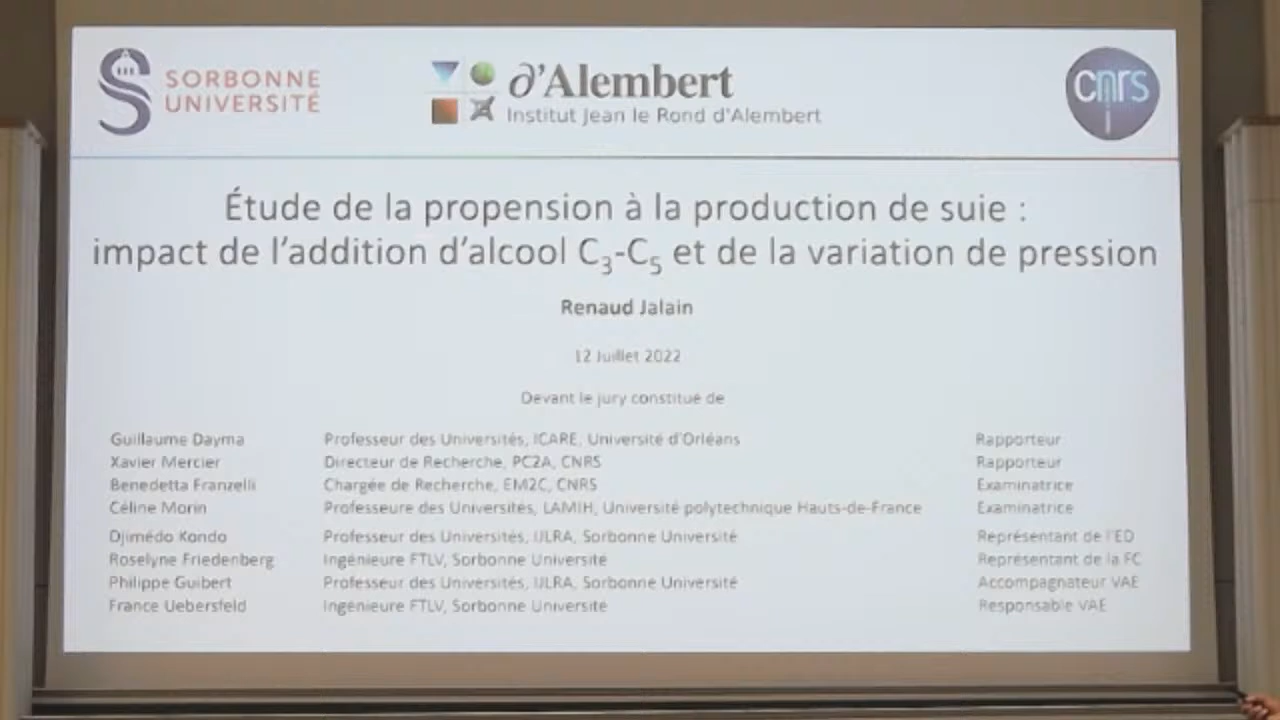 SORBONNE
UNIVERSITÉ
∂'Alembert
Institut Jean le Rond d'Alembert
cnrs
Étude de la propension à la production de suie :
impact de l'addition d'alcool C₃-C₅ et de la variation de pression
Renaud Jalain
12 Juillet 2022
Devant le jury constitué de
Guillaume Dayma Professeur des Universités, ICARE, Université d'Orléans Rapporteur
Xavier Mercier Directeur de Recherche, PC2A, CNRS Rapporteur
Benedetta Franzelli Chargée de Recherche, EM2C, CNRS Examinatrice
Céline Morin Professeure des Universités, LAMIH, Université polytechnique Hauts-de-France Examinatrice
Djimédo Kondo Professeur des Universités, IJLRA, Sorbonne Université Représentant de l'ED
Roselyne Friedenberg Ingénieure FTLV, Sorbonne Université Représentant de la FC
Philippe Guibert Professeur des Universités, IJLRA, Sorbonne Université Accompagnateur VAE
France Uebersfeld Ingénieure FTLV, Sorbonne Université Responsable VAE